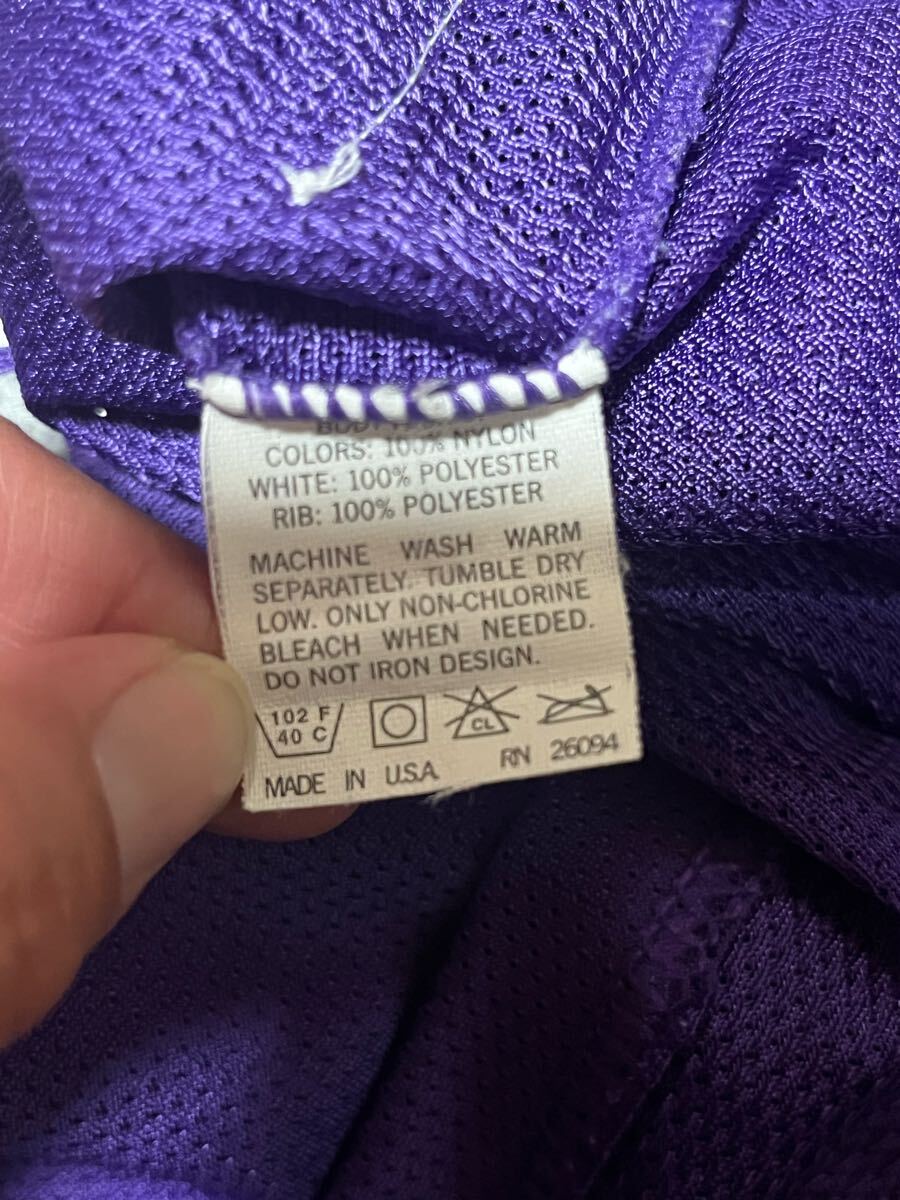 COLORS: 100% NYLON
WHITE: 100% POLYESTER
RIB: 100% POLYESTER
MACHINE WASH WARM
SEPARATELY. TUMBLE DRY
LOW. ONLY NON-CHLORINE
BLEACH WHEN NEEDED.
DO NOT IRON DESIGN.
102 F
40 C
CL
MADE IN U.S.A.
RN 26094